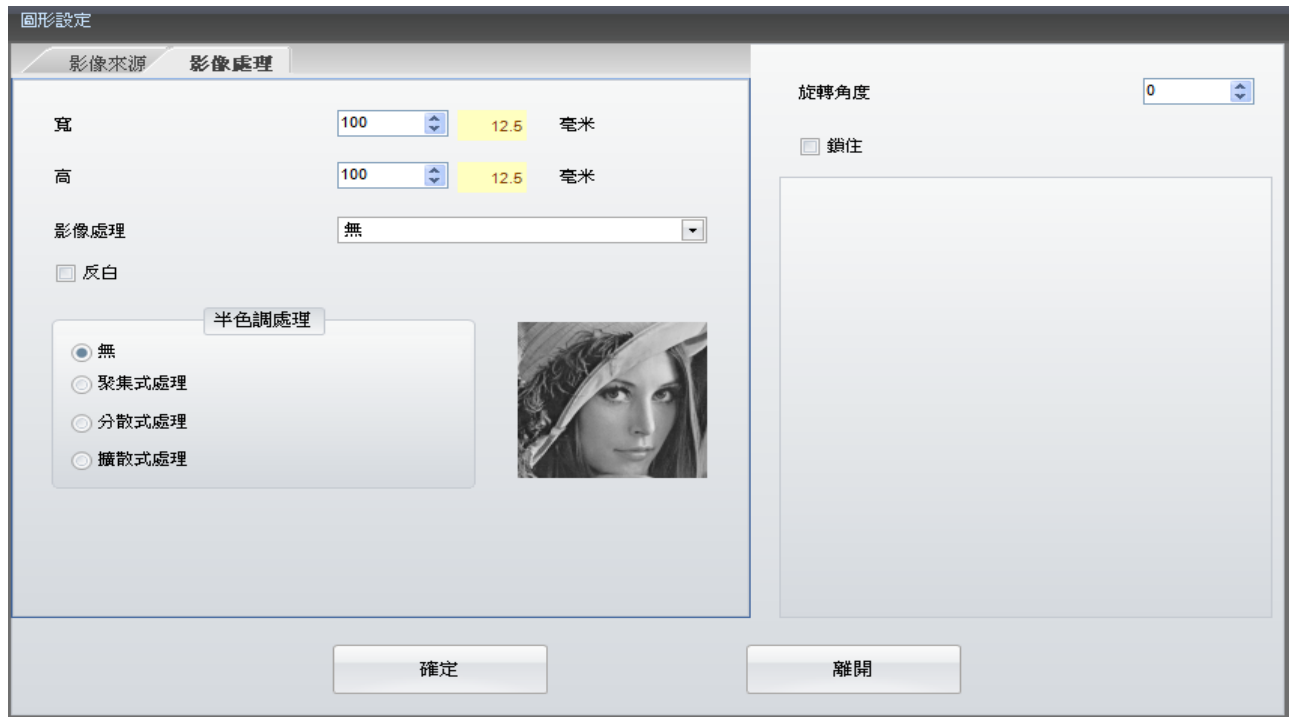 圖形設定
影像來源 影像處理
旋轉角度 0
寬 100 12.5 毫米
鎖住
高 100 12.5 毫米
影像處理 無
反白
半色調處理
無
聚集式處理
分散式處理
擴散式處理
確定 離開